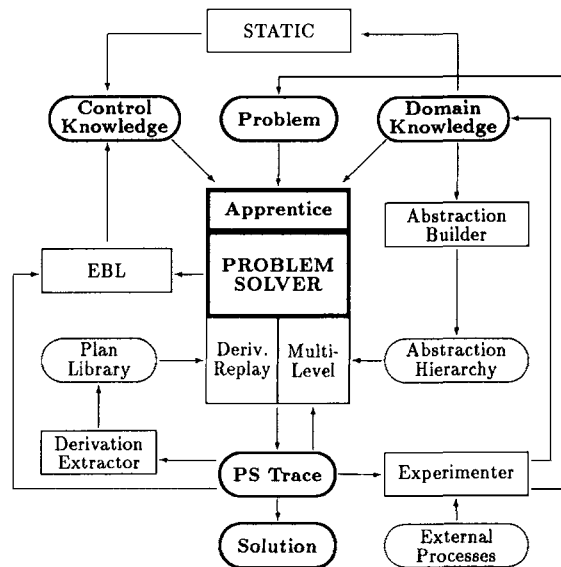 STATIC
Control
Knowledge
Problem
Domain
Knowledge
Apprentice
Abstraction
Builder
PROBLEM
SOLVER
EBL
Plan
Library
Deriv.
Replay
Multi-
Level
Abstraction
Hierarchy
Derivation
Extractor
PS Trace
Experimenter
Solution
External
Processes